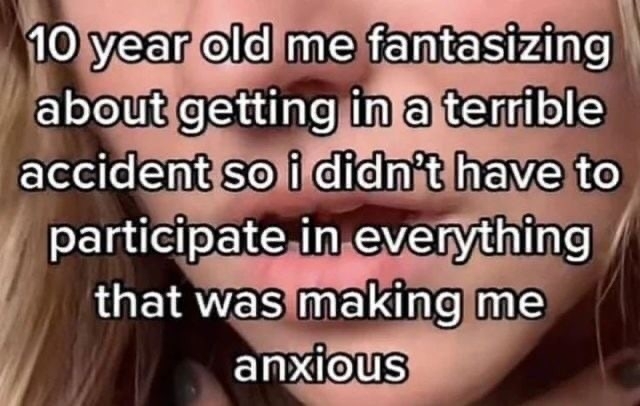 10 year old me fantasizing
about getting in a terrible
accident so i didn't have to
participate in everything
that was making me
anxious